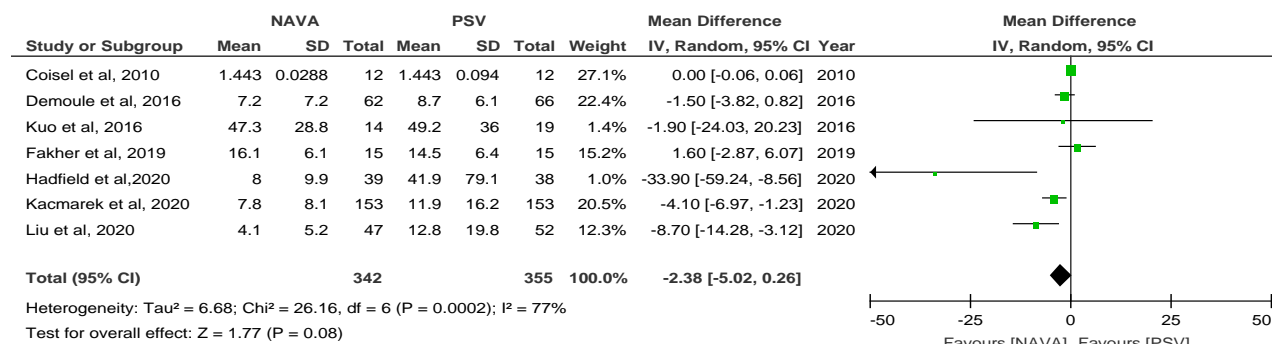 NAVA PSV Mean Difference Mean Difference
Study or Subgroup Mean SD Total Mean SD Total Weight IV, Random, 95% CI Year IV, Random, 95% CI
Coisel et al, 2010 1.443 0.0288 12 1.443 0.094 12 27.1% 0.00 [-0.06, 0.06] 2010
Demoule et al, 2016 7.2 7.2 62 8.7 6.1 66 22.4% -1.50 [-3.82, 0.82] 2016
Kuo et al, 2016 47.3 28.8 14 49.2 36 19 1.4% -1.90 [-24.03, 20.23] 2016
Fakher et al, 2019 16.1 6.1 15 14.5 6.4 15 15.2% 1.60 [-2.87, 6.07] 2019
Hadfield et al,2020 8 9.9 39 41.9 79.1 38 1.0% -33.90 [-59.24, -8.56] 2020
Kacmarek et al, 2020 7.8 8.1 153 11.9 16.2 153 20.5% -4.10 [-6.97, -1.23] 2020
Liu et al, 2020 4.1 5.2 47 12.8 19.8 52 12.3% -8.70 [-14.28, -3.12] 2020
Total (95% CI) 342 355 100.0% -2.38 [-5.02, 0.26]
Heterogeneity: Tau² = 6.68; Chi² = 26.16, df = 6 (P = 0.0002); I² = 77%
Test for overall effect: Z = 1.77 (P = 0.08)
-50 -25 0 25 50
Favours [NAVA] Favours [PSV]